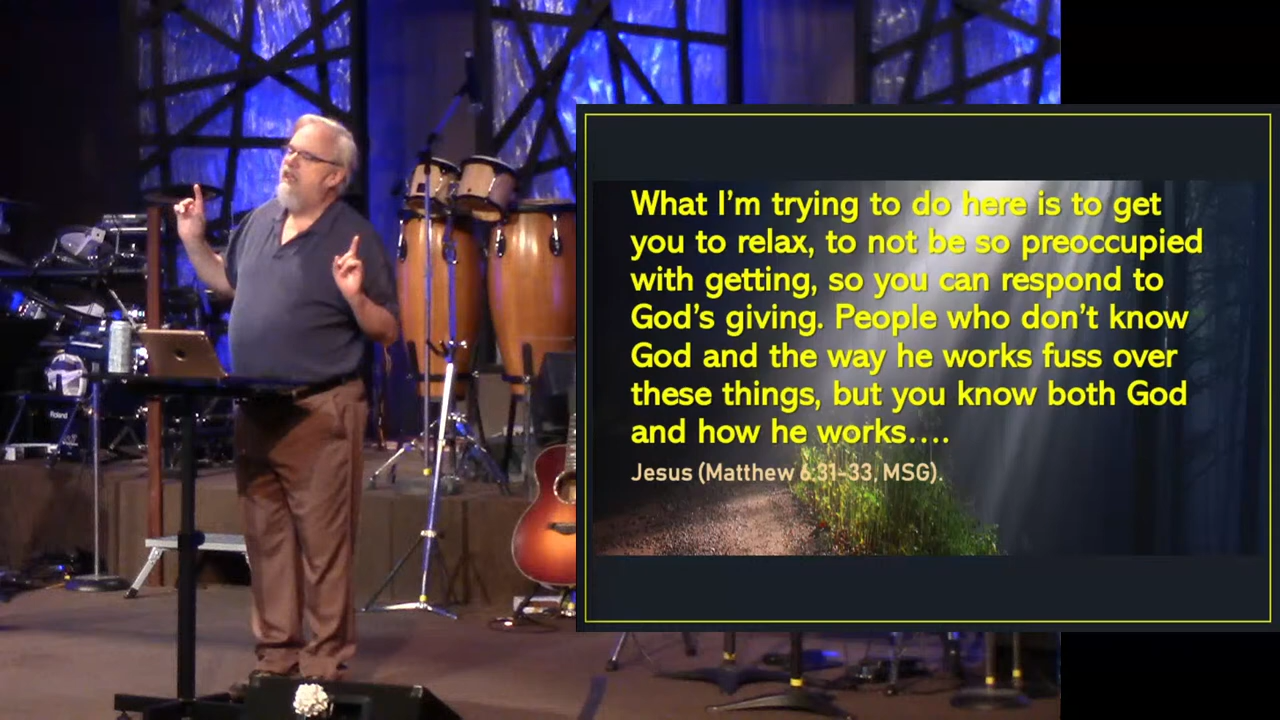 What I'm trying to do here is to get
you to relax, to not be so preoccupied
with getting, so you can respond to
God's giving. People who don't know
God and the way he works fuss over
these things, but you know both God
and how he works….
Jesus (Matthew 6:31-33, MSG).
Roland